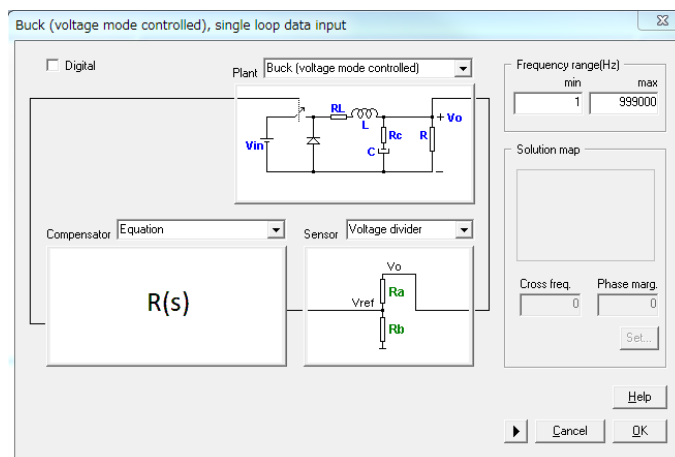 Buck (voltage mode controlled), single loop data input
Digital
Plant Buck (voltage mode controlled)
RL
L
+ Vo
Rc
R
Vin
C
Compensator Equation
R(s)
Sensor Voltage divider
Vo
Ra
Vref
Rb
Frequency range(Hz)
min max
1 999000
Solution map
Cross freq. Phase marg.
0 0
Set...
Help
Cancel OK